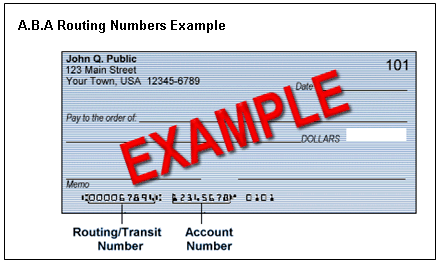 A.B.A Routing Numbers Example
John Q. Public
123 Main Street
Your Town, USA 12345-6789
101
Date
Pay to the order of:
EXAMPLE
DOLLARS
Memo
⑆000067894⑆ 12345678⑈ 0101
Routing/Transit
Number
Account
Number